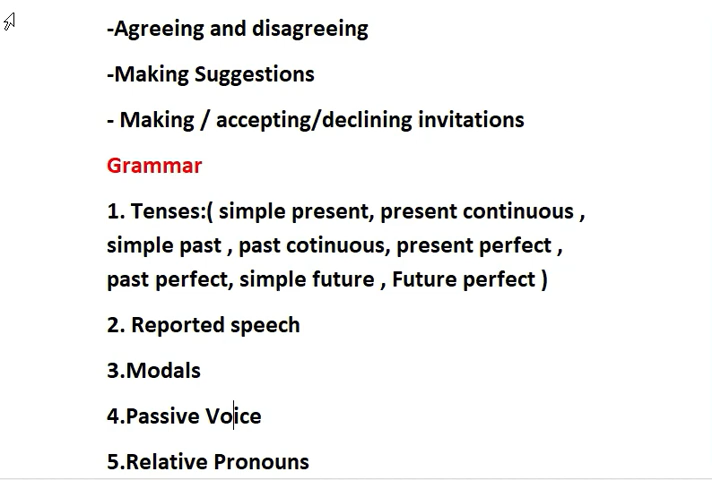 -Agreeing and disagreeing
-Making Suggestions
- Making / accepting/declining invitations
Grammar
1. Tenses:( simple present, present continuous ,
simple past , past cotinuous, present perfect ,
past perfect, simple future , Future perfect )
2. Reported speech
3.Modals
4.Passive Voice
5.Relative Pronouns